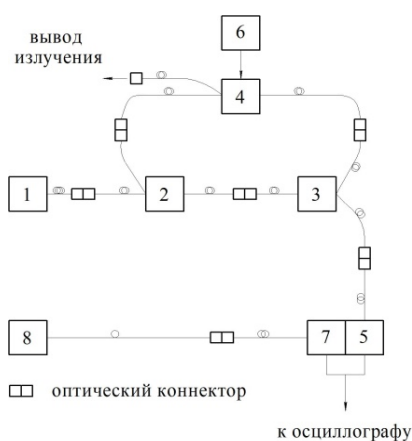 6
вывод
излучения
4
1
2
3
8
7
5
оптический коннектор
к осциллографу